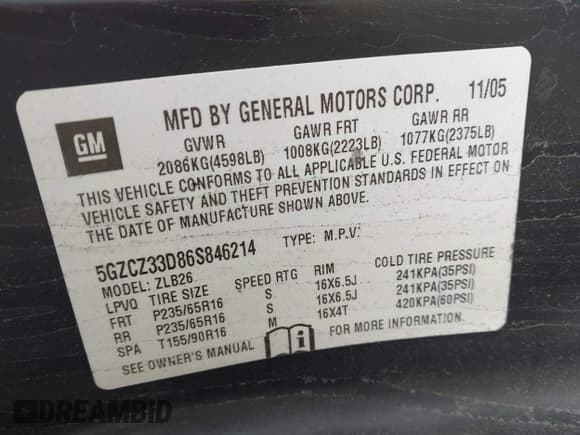 GM
MFD BY GENERAL MOTORS CORP. 11/05
GVWR GAWR FRT GAWR RR
2086KG(4598LB) 1008KG(2223LB) 1077KG(2375LB)
THIS VEHICLE CONFORMS TO ALL APPLICABLE U.S. FEDERAL MOTOR
VEHICLE SAFETY AND THEFT PREVENTION STANDARDS IN EFFECT ON
THE DATE OF MANUFACTURE SHOWN ABOVE.
5GZCZ33D86S846214 TYPE: M.P.V.
MODEL: ZLB26
LPVQ TIRE SIZE SPEED RTG RIM COLD TIRE PRESSURE
FRT P235/65R16 S 16X6.5J 241KPA(35PSI)
RR P235/65R16 S 16X6.5J 241KPA(35PSI)
SPA T155/90R16 M 16X4T 420KPA(60PSI)
SEE OWNER'S MANUAL FOR MORE INFORMATION.
DREAMBID